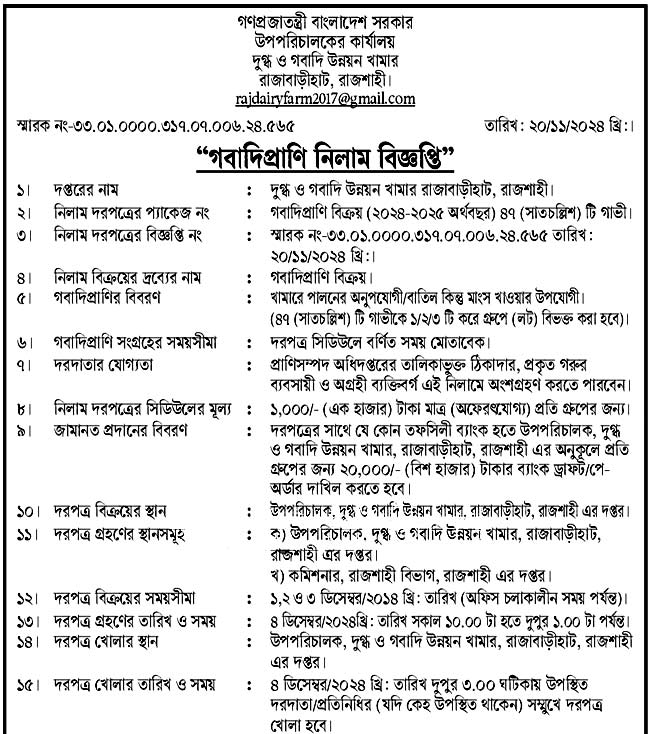 গণপ্রজাতন্ত্রী বাংলাদেশ সরকার
উপপরিচালকের কার্যালয়
দুগ্ধ ও গবাদি উন্নয়ন খামার
রাজাবাড়ীহাট, রাজশাহী।
rajdairyfarm2017@gmail.com
স্মারক নং-৩৩.০১.০০০০.৩১৭.০৭.০০৬.২৪.৫৬৫ তারিখ: ২০/১১/২০২৪ খ্রি:।
“গবাদিপ্রাণি নিলাম বিজ্ঞপ্তি”
১। দপ্তরের নাম : দুগ্ধ ও গবাদি উন্নয়ন খামার রাজাবাড়ীহাট, রাজশাহী।
২। নিলাম দরপত্রের প্যাকেজ নং : গবাদিপ্রাণি বিক্রয় (২০২৪-২০২৫ অর্থবছর) ৪৭ (সাতচল্লিশ) টি গাভী।
৩। নিলাম দরপত্রের বিজ্ঞপ্তি নং : স্মারক নং-৩৩.০১.০০০০.৩১৭.০৭.০০৬.২৪.৫৬৫ তারিখ:
২০/১১/২০২৪ খ্রি:।
৪। নিলাম বিক্রয়ের দ্রব্যের নাম : গবাদিপ্রাণি বিক্রয়।
৫। গবাদিপ্রাণির বিবরণ : খামারে পালনের অনুপযোগী/বাতিল কিন্তু মাংস খাওয়ার উপযোগী।
(৪৭ (সাতচল্লিশ) টি গাভীকে ১/২/৩ টি করে গ্রুপে (লট) বিভক্ত করা হবে)।
৬। গবাদিপ্রাণি সংগ্রহের সময়সীমা : দরপত্র সিডিউলে বর্ণিত সময় মোতাবেক।
৭। দরদাতার যোগ্যতা : প্রাণিসম্পদ অধিদপ্তরের তালিকাভুক্ত ঠিকাদার, প্রকৃত গরুর
ব্যবসায়ী ও অগ্রহী ব্যক্তিবর্গ এই নিলামে অংশগ্রহণ করতে পারবেন।
৮। নিলাম দরপত্রের সিডিউলের মূল্য : ১,০০০/- (এক হাজার) টাকা মাত্র (অফেরৎযোগ্য) প্রতি গ্রুপের জন্য।
৯। জামানত প্রদানের বিবরণ : দরপত্রের সাথে যে কোন তফসিলী ব্যাংক হতে উপপরিচালক, দুগ্ধ
ও গবাদি উন্নয়ন খামার, রাজাবাড়ীহাট, রাজশাহী এর অনুকূলে প্রতি
গ্রুপের জন্য ২০,০০০/- (বিশ হাজার) টাকার ব্যাংক ড্রাফট/পে-
অর্ডার দাখিল করতে হবে।
১০। দরপত্র বিক্রয়ের স্থান : উপপরিচালক, দুগ্ধ ও গবাদি উন্নয়ন খামার, রাজাবাড়ীহাট, রাজশাহী এর দপ্তর।
১১। দরপত্র গ্রহণের স্থানসমূহ : ক) উপপরিচালক, দুগ্ধ ও গবাদি উন্নয়ন খামার, রাজাবাড়ীহাট,
রাজশাহী এর দপ্তর।
খ) কমিশনার, রাজশাহী বিভাগ, রাজশাহী এর দপ্তর।
১২। দরপত্র বিক্রয়ের সময়সীমা : ১,২ ও ৩ ডিসেম্বর/২০১৪ খ্রি: তারিখ (অফিস চলাকালীন সময় পর্যন্ত)।
১৩। দরপত্র গ্রহণের তারিখ ও সময় : ৪ ডিসেম্বর/২০২৪খ্রি: তারিখ সকাল ১০.০০ টা হতে দুপুর ১.০০ টা পর্যন্ত।
১৪। দরপত্র খোলার স্থান : উপপরিচালক, দুগ্ধ ও গবাদি উন্নয়ন খামার, রাজাবাড়ীহাট, রাজশাহী
এর দপ্তর।
১৫। দরপত্র খোলার তারিখ ও সময় : ৪ ডিসেম্বর/২০২৪ খ্রি: তারিখ দুপুর ৩.০০ ঘটিকায় উপস্থিত
দরদাতা/প্রতিনিধির (যদি কেহ উপস্থিত থাকেন) সম্মুখে দরপত্র
খোলা হবে।